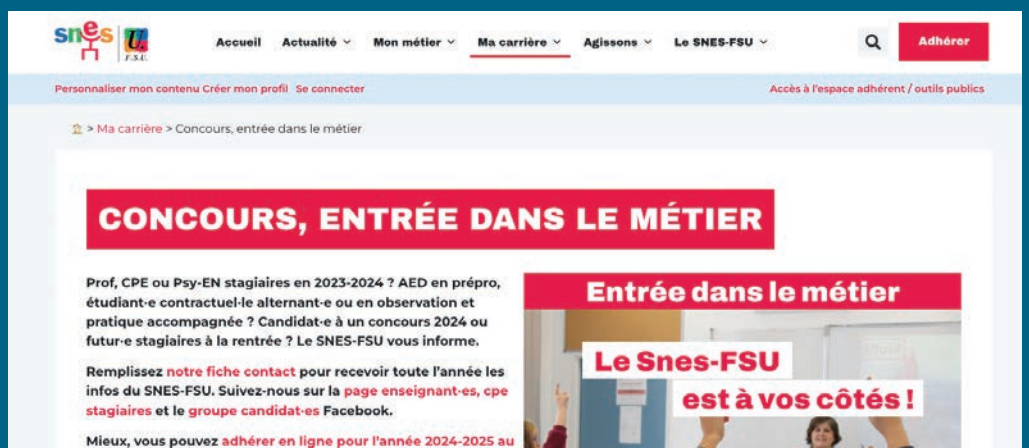 snes U. F.S.U.
Accueil Actualité Mon métier Ma carrière Agissons Le SNES-FSU Adhérer
Personnaliser mon contenu Créer mon profil Se connecter Accès à l'espace adhérent / outils publics
> Ma carrière > Concours, entrée dans le métier
CONCOURS, ENTRÉE DANS LE MÉTIER
Prof, CPE ou Psy-EN stagiaires en 2023-2024 ? AED en prépro,
étudiant·e contractuel·le alternant·e ou en observation et
pratique accompagnée ? Candidat·e à un concours 2024 ou
futur·e stagiaires à la rentrée ? Le SNES-FSU vous informe.
Remplissez notre fiche contact pour recevoir toute l'année les
infos du SNES-FSU. Suivez-nous sur la page enseignant·es, cpe
stagiaires et le groupe candidat·es Facebook.
Mieux, vous pouvez adhérer en ligne pour l'année 2024-2025 au
Entrée dans le métier
Le Snes-FSU
est à vos côtés !